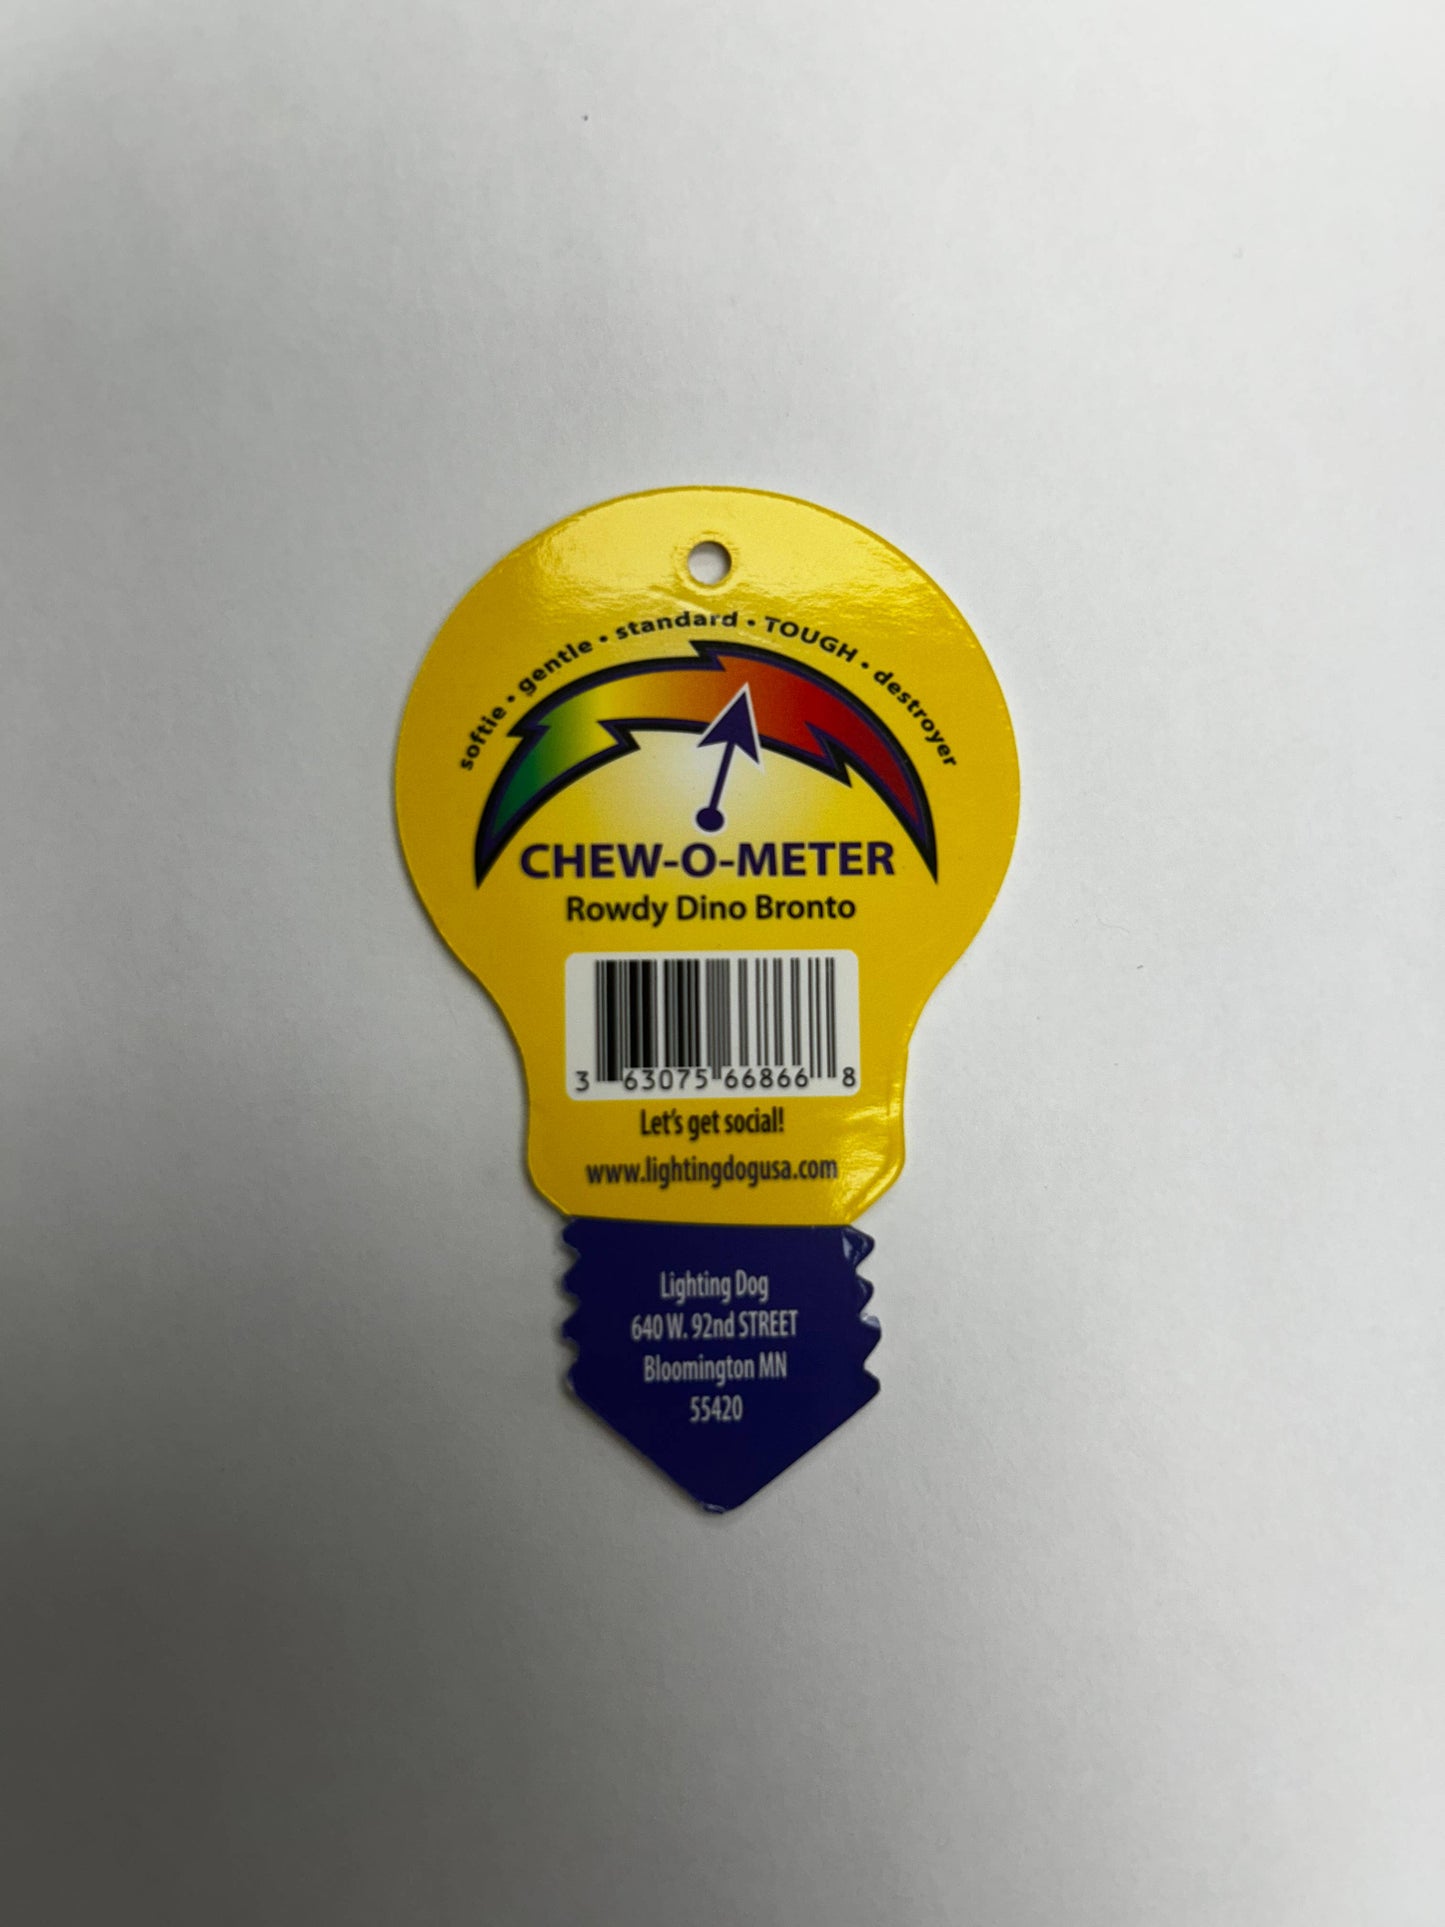 softie • gentle • standard • TOUGH • destroyer
CHEW-O-METER
Rowdy Dino Bronto
3 63075 66866 8
Let's get social!
www.lightingdogusa.com
Lighting Dog
640 W. 92nd STREET
Bloomington MN
55420